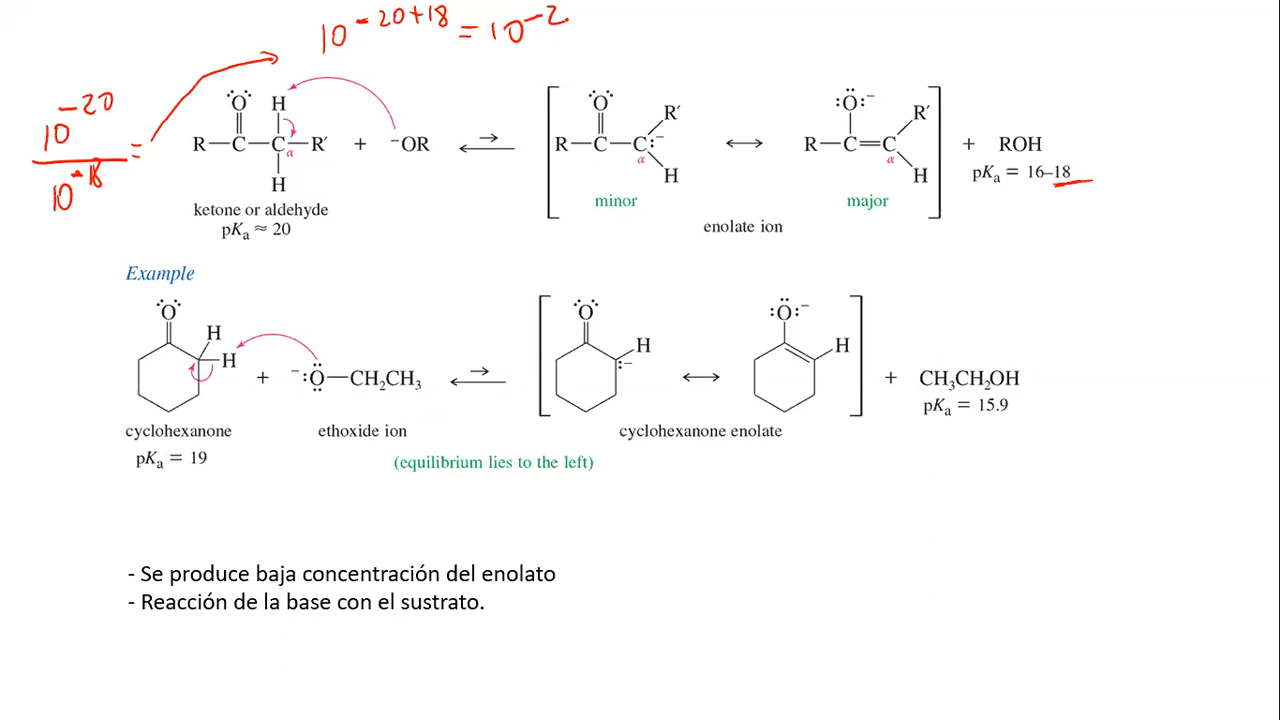 10^-20+18 = 10^-2
10^-20
10^-18 =
:O: H :O: R' :Ö:^- R'
R—C—C—R' + ^-OR R—C—C:^- R—C=C + ROH
α α α pKa = 16–18
H H H
minor major
ketone or aldehyde enolate ion
pKa ≈ 20
Example
:O: H :O: H :Ö:^- H
H + ^-:O—CH2CH3 :^- + CH3CH2OH
pKa = 15.9
cyclohexanone ethoxide ion cyclohexanone enolate
pKa = 19 (equilibrium lies to the left)
- Se produce baja concentración del enolato
- Reacción de la base con el sustrato.